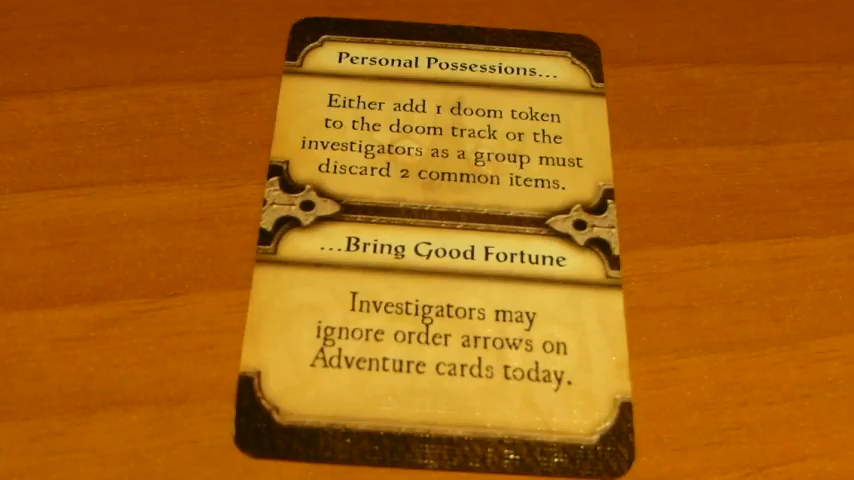 Personal Possessions...
Either add 1 doom token
to the doom track or the
investigators as a group must
discard 2 common items.
...Bring Good Fortune
Investigators may
ignore order arrows on
Adventure cards today.